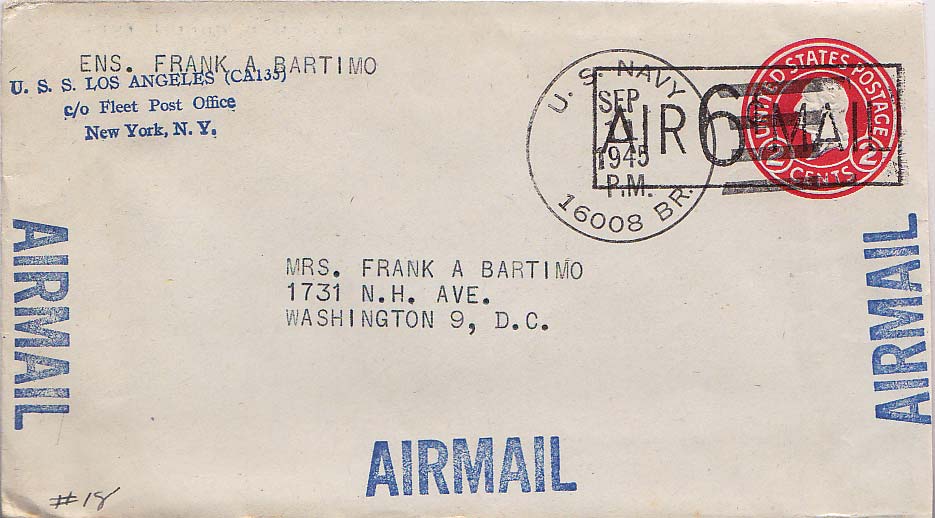 ENS. FRANK A BARTIMO
U. S. S. LOS ANGELES (CA135)
c/o Fleet Post Office
New York, N. Y.
U. S. NAVY
SEP
1945
P.M.
16008 BR.
AIR 6¢ MAIL
UNITED STATES POSTAGE
2 CENTS 2
AIRMAIL
MRS. FRANK A BARTIMO
1731 N.H. AVE.
WASHINGTON 9, D.C.
AIRMAIL
AIRMAIL
#18